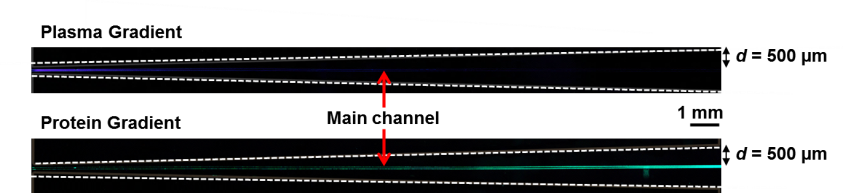 Plasma Gradient
d = 500 µm
1 mm
Main channel
Protein Gradient
d = 500 µm